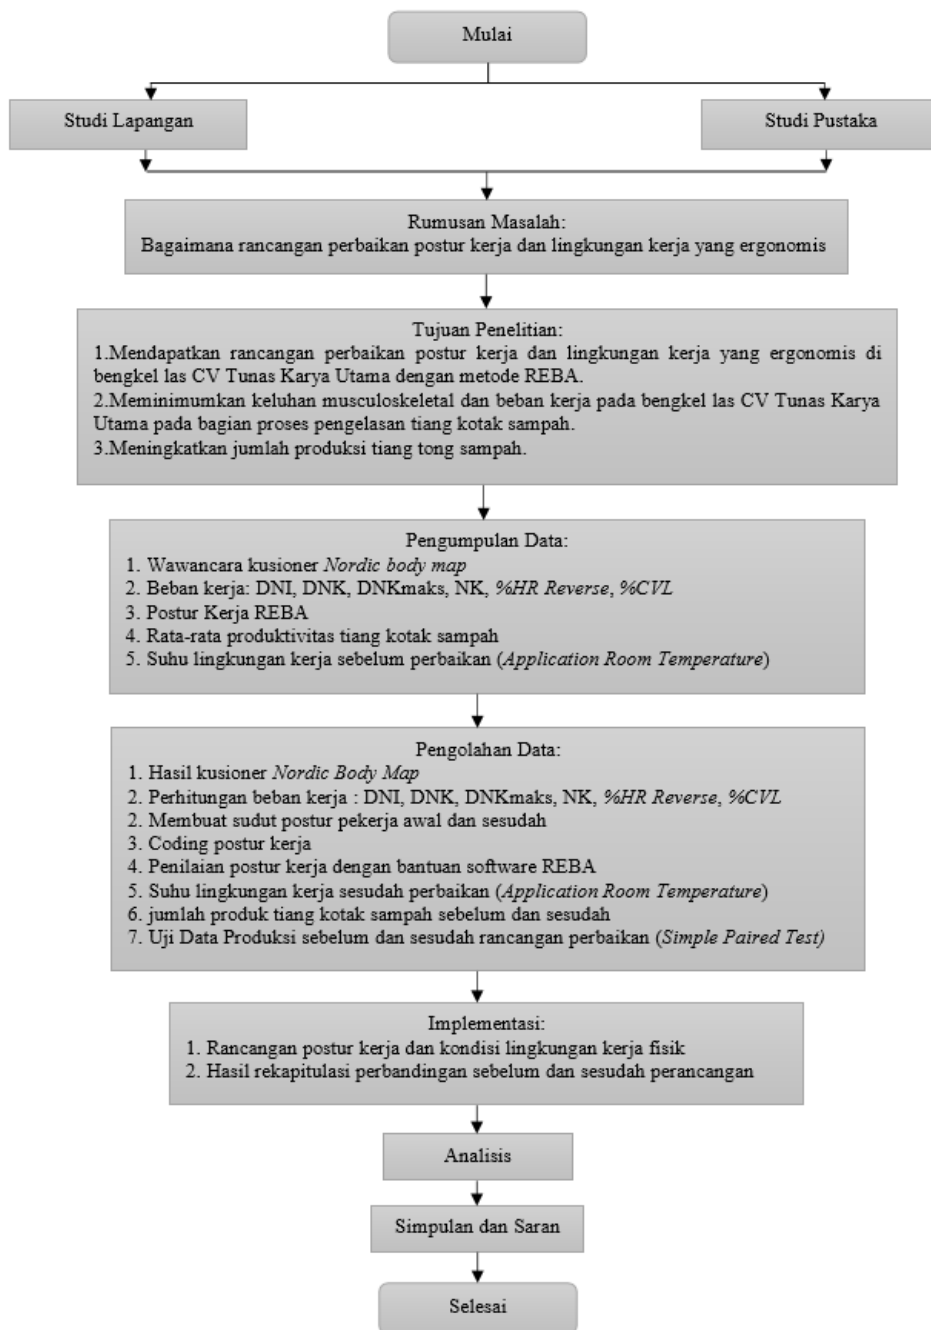 Mulai
Studi Lapangan
Studi Pustaka
Rumusan Masalah:
Bagaimana rancangan perbaikan postur kerja dan lingkungan kerja yang ergonomis
Tujuan Penelitian:
1.Mendapatkan rancangan perbaikan postur kerja dan lingkungan kerja yang ergonomis di
bengkel las CV Tunas Karya Utama dengan metode REBA.
2.Meminimumkan keluhan musculoskeletal dan beban kerja pada bengkel las CV Tunas Karya
Utama pada bagian proses pengelasan tiang kotak sampah.
3.Meningkatkan jumlah produksi tiang tong sampah.
Pengumpulan Data:
1. Wawancara kusioner Nordic body map
2. Beban kerja: DNI, DNK, DNKmaks, NK, %HR Reverse, %CVL
3. Postur Kerja REBA
4. Rata-rata produktivitas tiang kotak sampah
5. Suhu lingkungan kerja sebelum perbaikan (Application Room Temperature)
Pengolahan Data:
1. Hasil kusioner Nordic Body Map
2. Perhitungan beban kerja : DNI, DNK, DNKmaks, NK, %HR Reverse, %CVL
2. Membuat sudut postur pekerja awal dan sesudah
3. Coding postur kerja
4. Penilaian postur kerja dengan bantuan software REBA
5. Suhu lingkungan kerja sesudah perbaikan (Application Room Temperature)
6. jumlah produk tiang kotak sampah sebelum dan sesudah
7. Uji Data Produksi sebelum dan sesudah rancangan perbaikan (Simple Paired Test)
Implementasi:
1. Rancangan postur kerja dan kondisi lingkungan kerja fisik
2. Hasil rekapitulasi perbandingan sebelum dan sesudah perancangan
Analisis
Simpulan dan Saran
Selesai